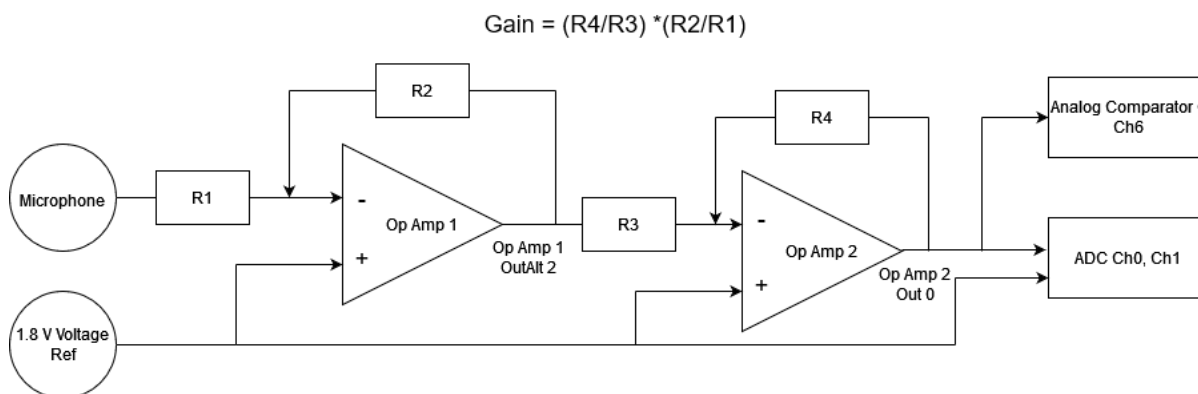 Gain = (R4/R3) *(R2/R1)
R2
R4
Analog Comparator
Ch6
Microphone
R1
-
+
Op Amp 1
Op Amp 1
OutAlt 2
R3
-
+
Op Amp 2
Op Amp 2
Out 0
ADC Ch0, Ch1
1.8 V Voltage
Ref